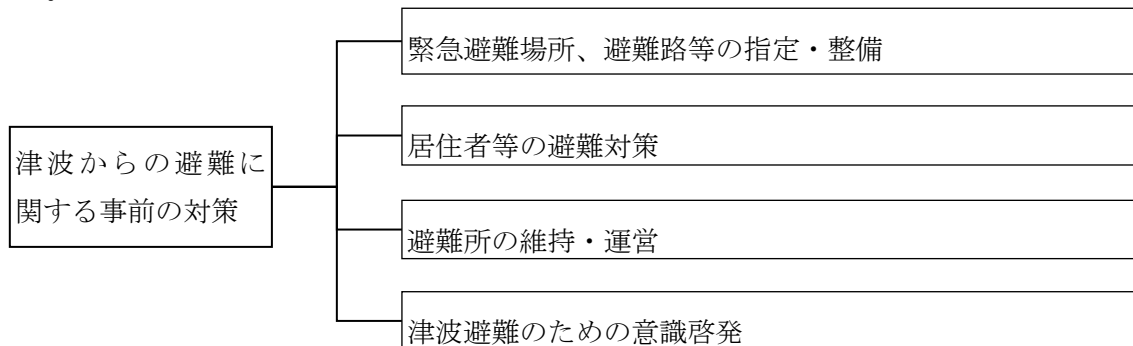 緊急避難場所、避難路等の指定・整備
居住者等の避難対策
津波からの避難に
関する事前の対策
避難所の維持・運営
津波避難のための意識啓発